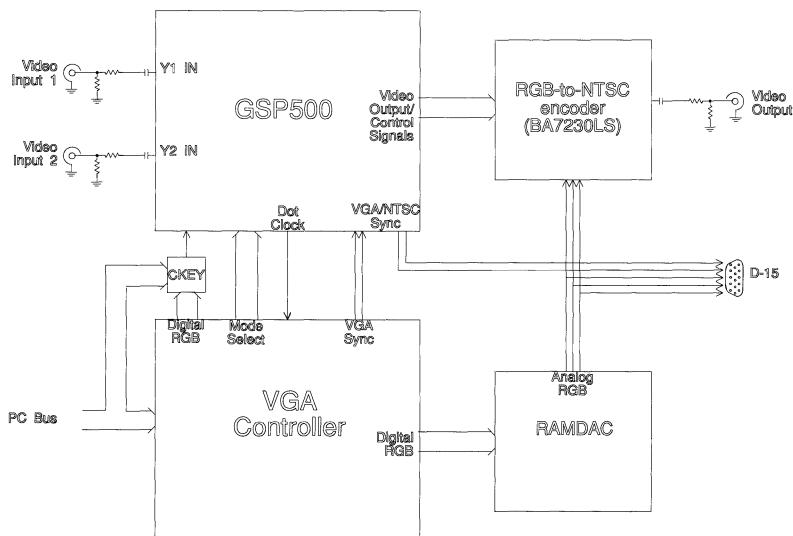 Video
Input 1
Y1 IN
GSP500
Video
Output/
Control
Signals
RGB-to-NTSC
encoder
(BA7230LS)
Video
Output
Video
Input 2
Y2 IN
Dot
Clock
VGA/NTSC
Sync
CKEY
D-15
Digital
RGB
Mode
Select
VGA
Sync
PC Bus
VGA
Controller
Digital
RGB
Analog
RGB
RAMDAC